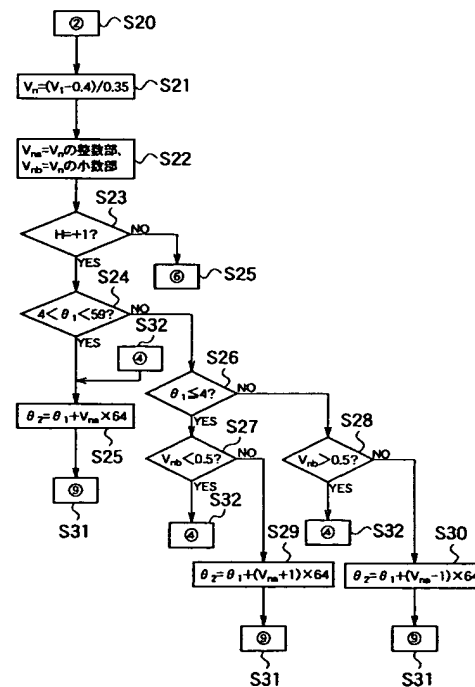 ② S20
Vn=(V1-0.4)/0.35 S21
Vna=Vnの整数部、
Vnb=Vnの小数部 S22
S23
H=+1? NO
YES
⑥ S25
S24
4<θ1<59? NO
YES
S32
④
S26
θ1≦4? NO
YES
θ2=θ1+Vna×64
S25
S27
Vnb<0.5? NO
YES
S28
Vnb>0.5? NO
YES
⑨
S31
④ S32
④ S32
S29
θ2=θ1+(Vna+1)×64
S30
θ2=θ1+(Vna-1)×64
⑨
S31
S31